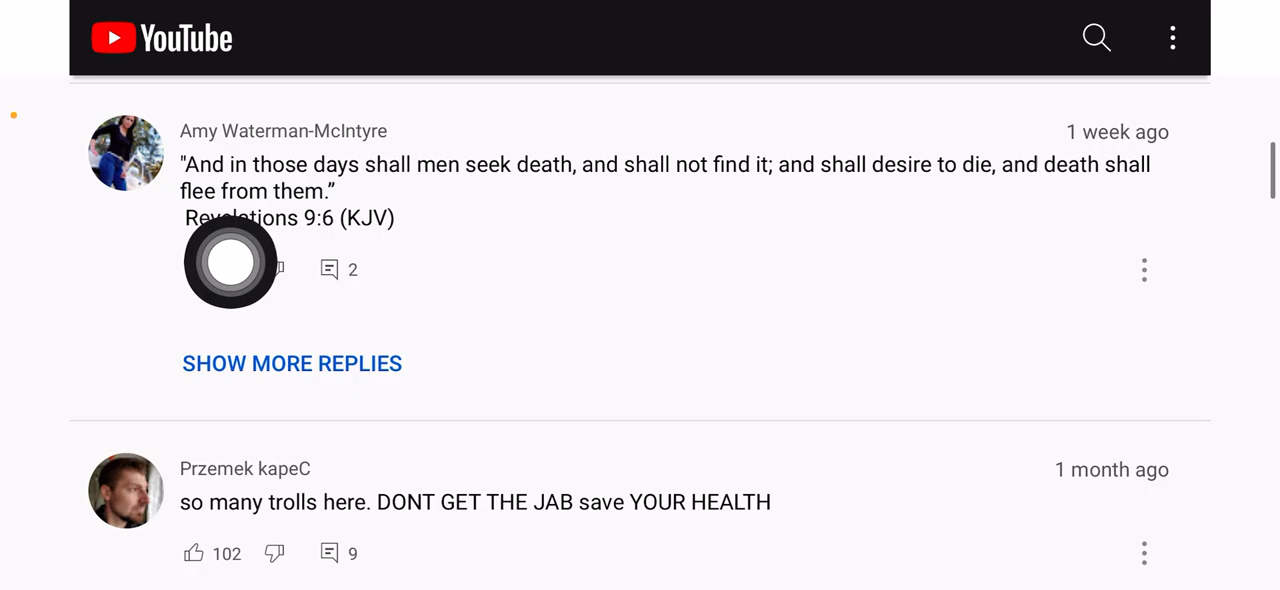 YouTube
Amy Waterman-McIntyre 1 week ago
"And in those days shall men seek death, and shall not find it; and shall desire to die, and death shall
flee from them.”
Revelations 9:6 (KJV)
2
SHOW MORE REPLIES
Przemek kapeC 1 month ago
so many trolls here. DONT GET THE JAB save YOUR HEALTH
102 9